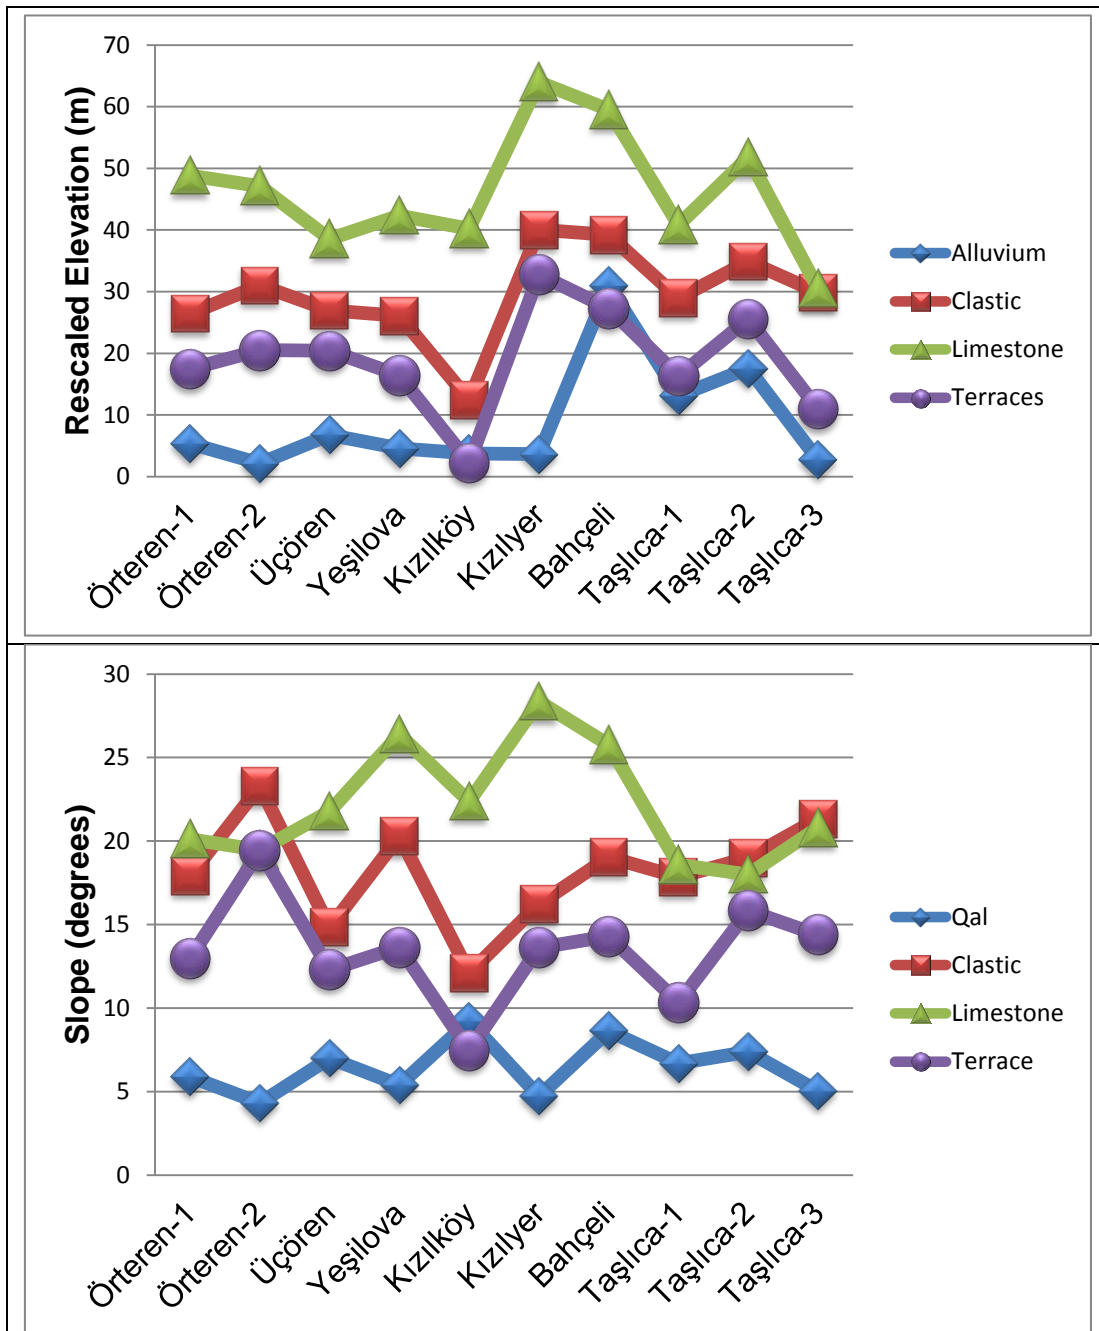 70
60
50
40
30
20
10
0
Rescaled Elevation (m)
Örteren-1
Örteren-2
Üçören
Yeşilova
Kızılköy
Kızılyer
Bahçeli
Taşlıca-1
Taşlıca-2
Taşlıca-3
Alluvium
Clastic
Limestone
Terraces
30
25
20
15
10
5
0
Slope (degrees)
Örteren-1
Örteren-2
Üçören
Yeşilova
Kızılköy
Kızılyer
Bahçeli
Taşlıca-1
Taşlıca-2
Taşlıca-3
Qal
Clastic
Limestone
Terrace